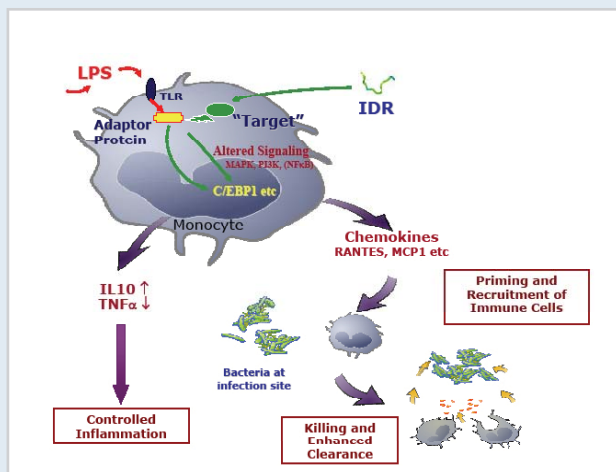 LPS
TLR
IDR
Adaptor
Protein
"Target"
Altered Signaling
MAPK, PI3K, (NFκB)
C/EBP1 etc
Monocyte
Chemokines
RANTES, MCP1 etc
IL10 ↑
TNFα ↓
Priming and
Recruitment of
Immune Cells
Bacteria at
infection site
Controlled
Inflammation
Killing and
Enhanced
Clearance